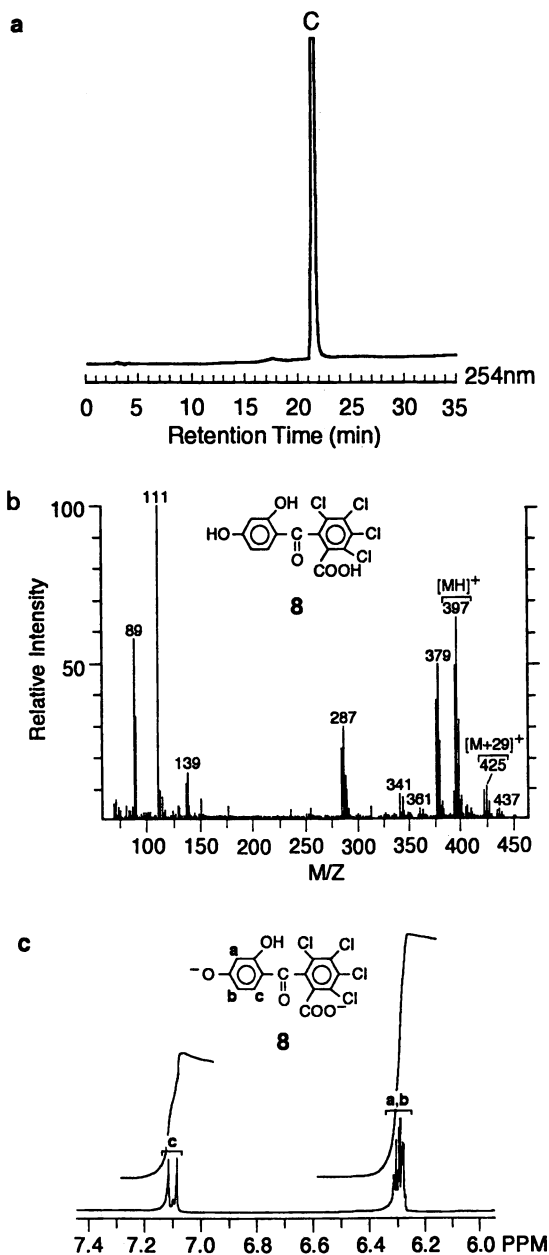 a
C
254nm
0 5 10 15 20 25 30 35
Retention Time (min)
b
100
50
Relative Intensity
111
89
139
287
341
361
379
[MH]+
397
[M+29]+
425
437
OH
HO
C
O
Cl
Cl
Cl
Cl
COOH
8
100 150 200 250 300 350 400 450
M/Z
c
a
OH
−O
b
c
C
O
Cl
Cl
Cl
Cl
COO−
8
c
a,b
7.4 7.2 7.0 6.8 6.6 6.4 6.2 6.0 PPM